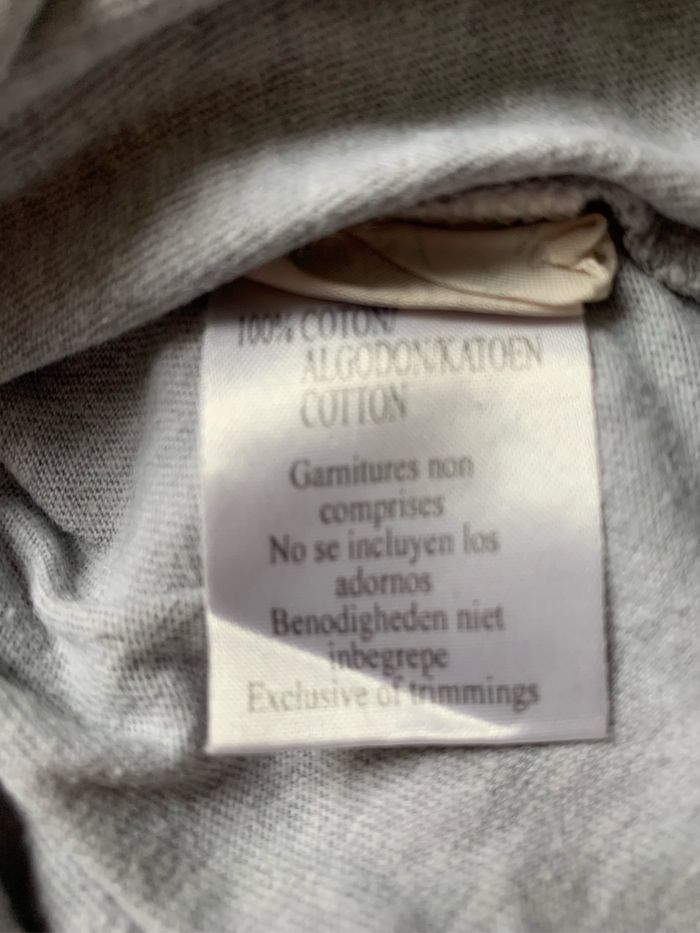 100% COTON/
ALGODON/KATOEN
COTTON
Garnitures non
comprises
No se incluyen los
adornos
Benodigheden niet
inbegrepe
Exclusive of trimmings